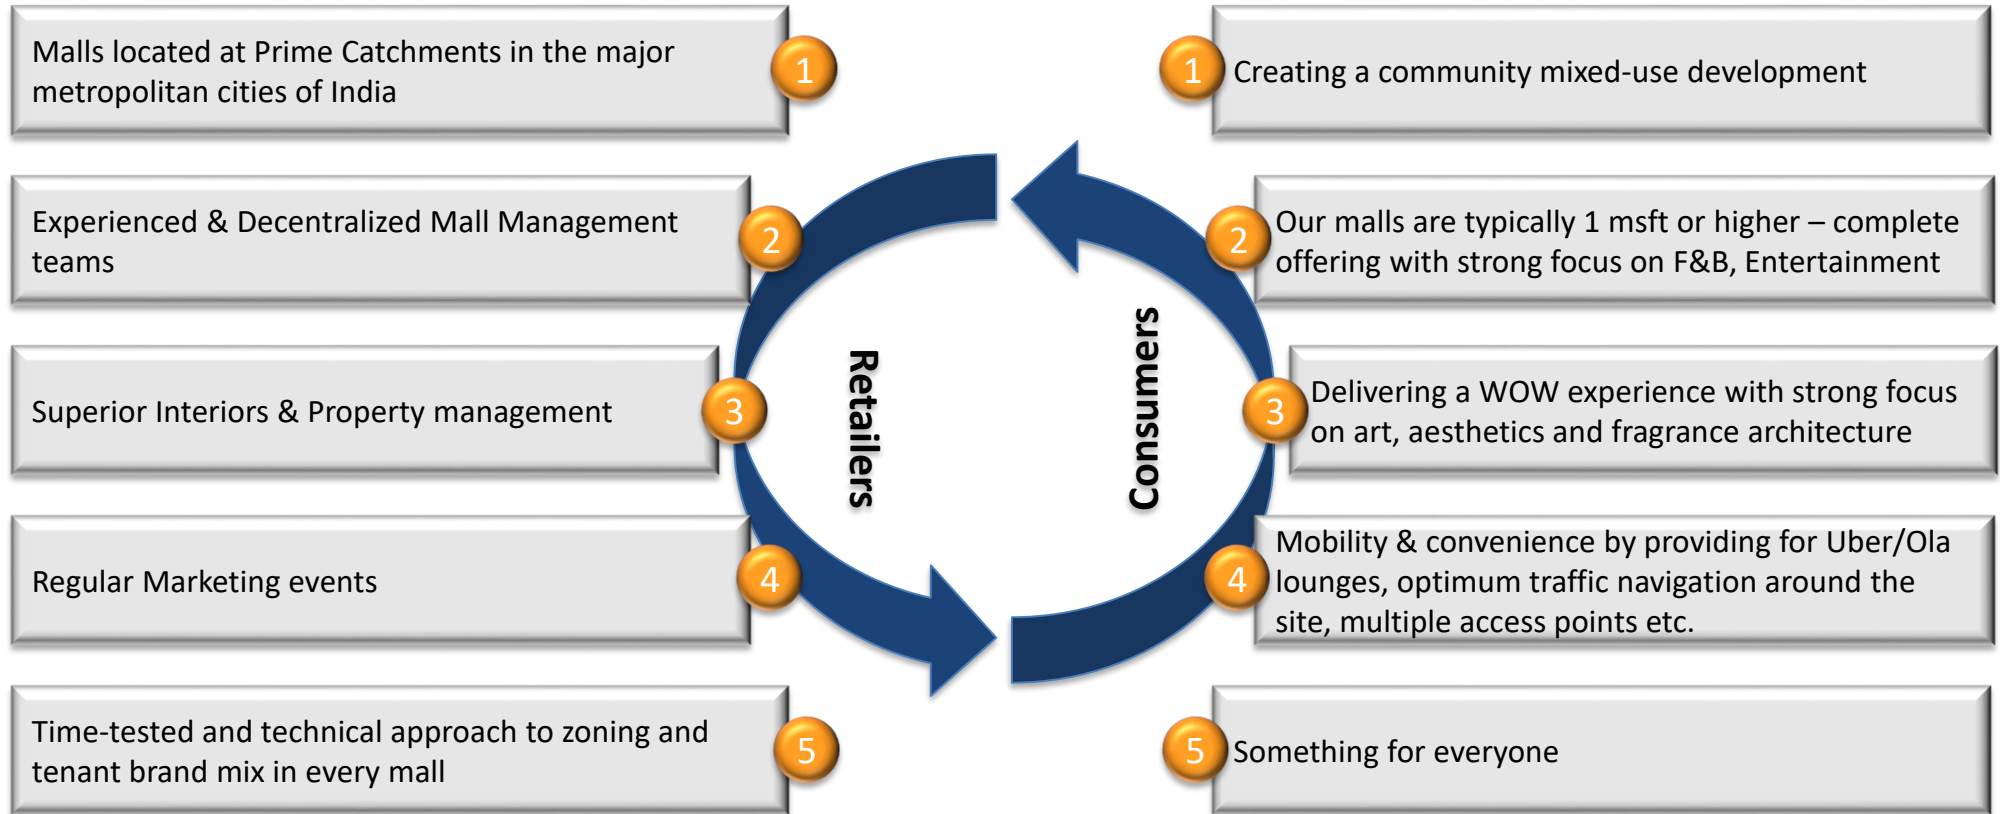 Malls located at Prime Catchments in the major
metropolitan cities of India
1
Experienced & Decentralized Mall Management
teams
2
Superior Interiors & Property management
3
Regular Marketing events
4
Time-tested and technical approach to zoning and
tenant brand mix in every mall
5
Retailers
Consumers
1
Creating a community mixed-use development
2
Our malls are typically 1 msft or higher – complete
offering with strong focus on F&B, Entertainment
3
Delivering a WOW experience with strong focus
on art, aesthetics and fragrance architecture
4
Mobility & convenience by providing for Uber/Ola
lounges, optimum traffic navigation around the
site, multiple access points etc.
5
Something for everyone